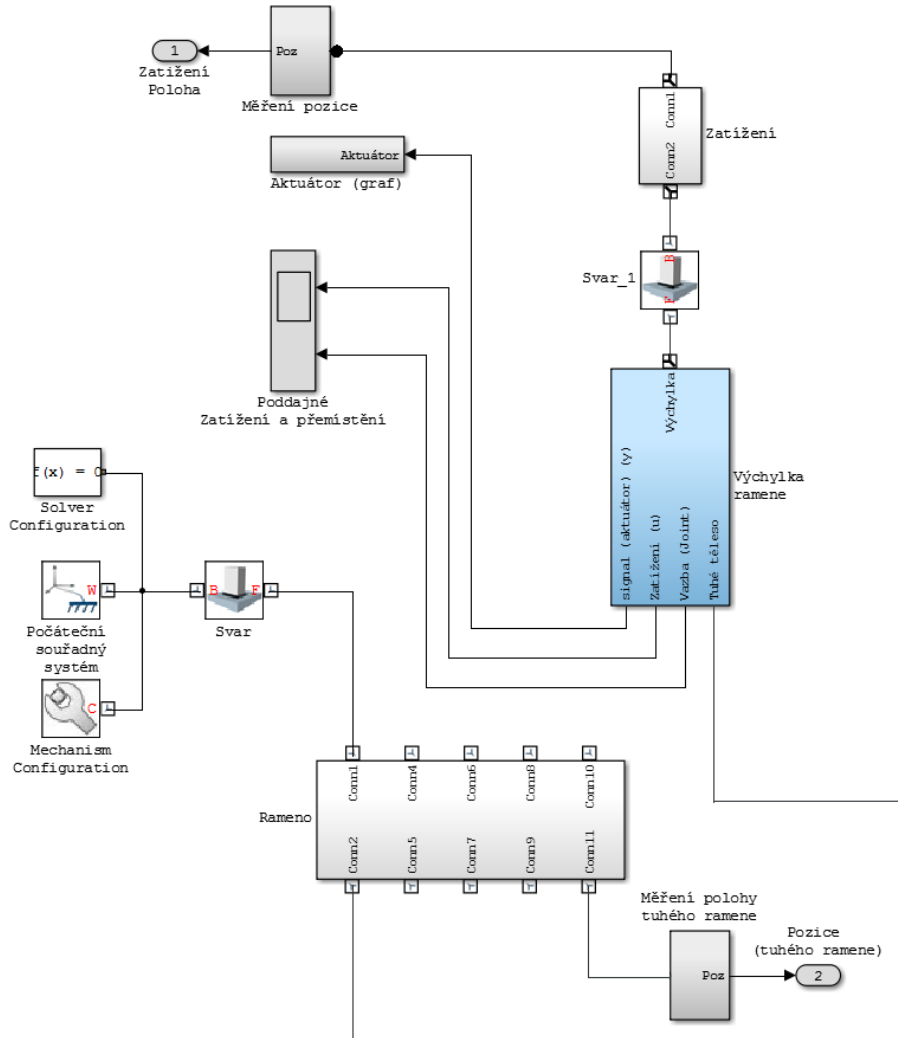 1
Zatižení
Poloha
Poz
Měření pozice
Conn1
Conn2
Zatížení
Aktuátor
Aktuátor (graf)
B
F
Svar_1
Poddajné
Zatížení a přemístění
Výchylka
signal (aktuátor) (y)
Zatížení (u)
Vazba (Joint)
Tuhé těleso
Výchylka
ramene
f(x) = 0
Solver
Configuration
W
Počáteční
souřadný
systém
B
F
Svar
C
Mechanism
Configuration
Rameno
Conn1
Conn4
Conn6
Conn8
Conn10
Conn2
Conn5
Conn7
Conn9
Conn11
Měření polohy
tuhého ramene
Poz
Pozice
(tuhého ramene)
2